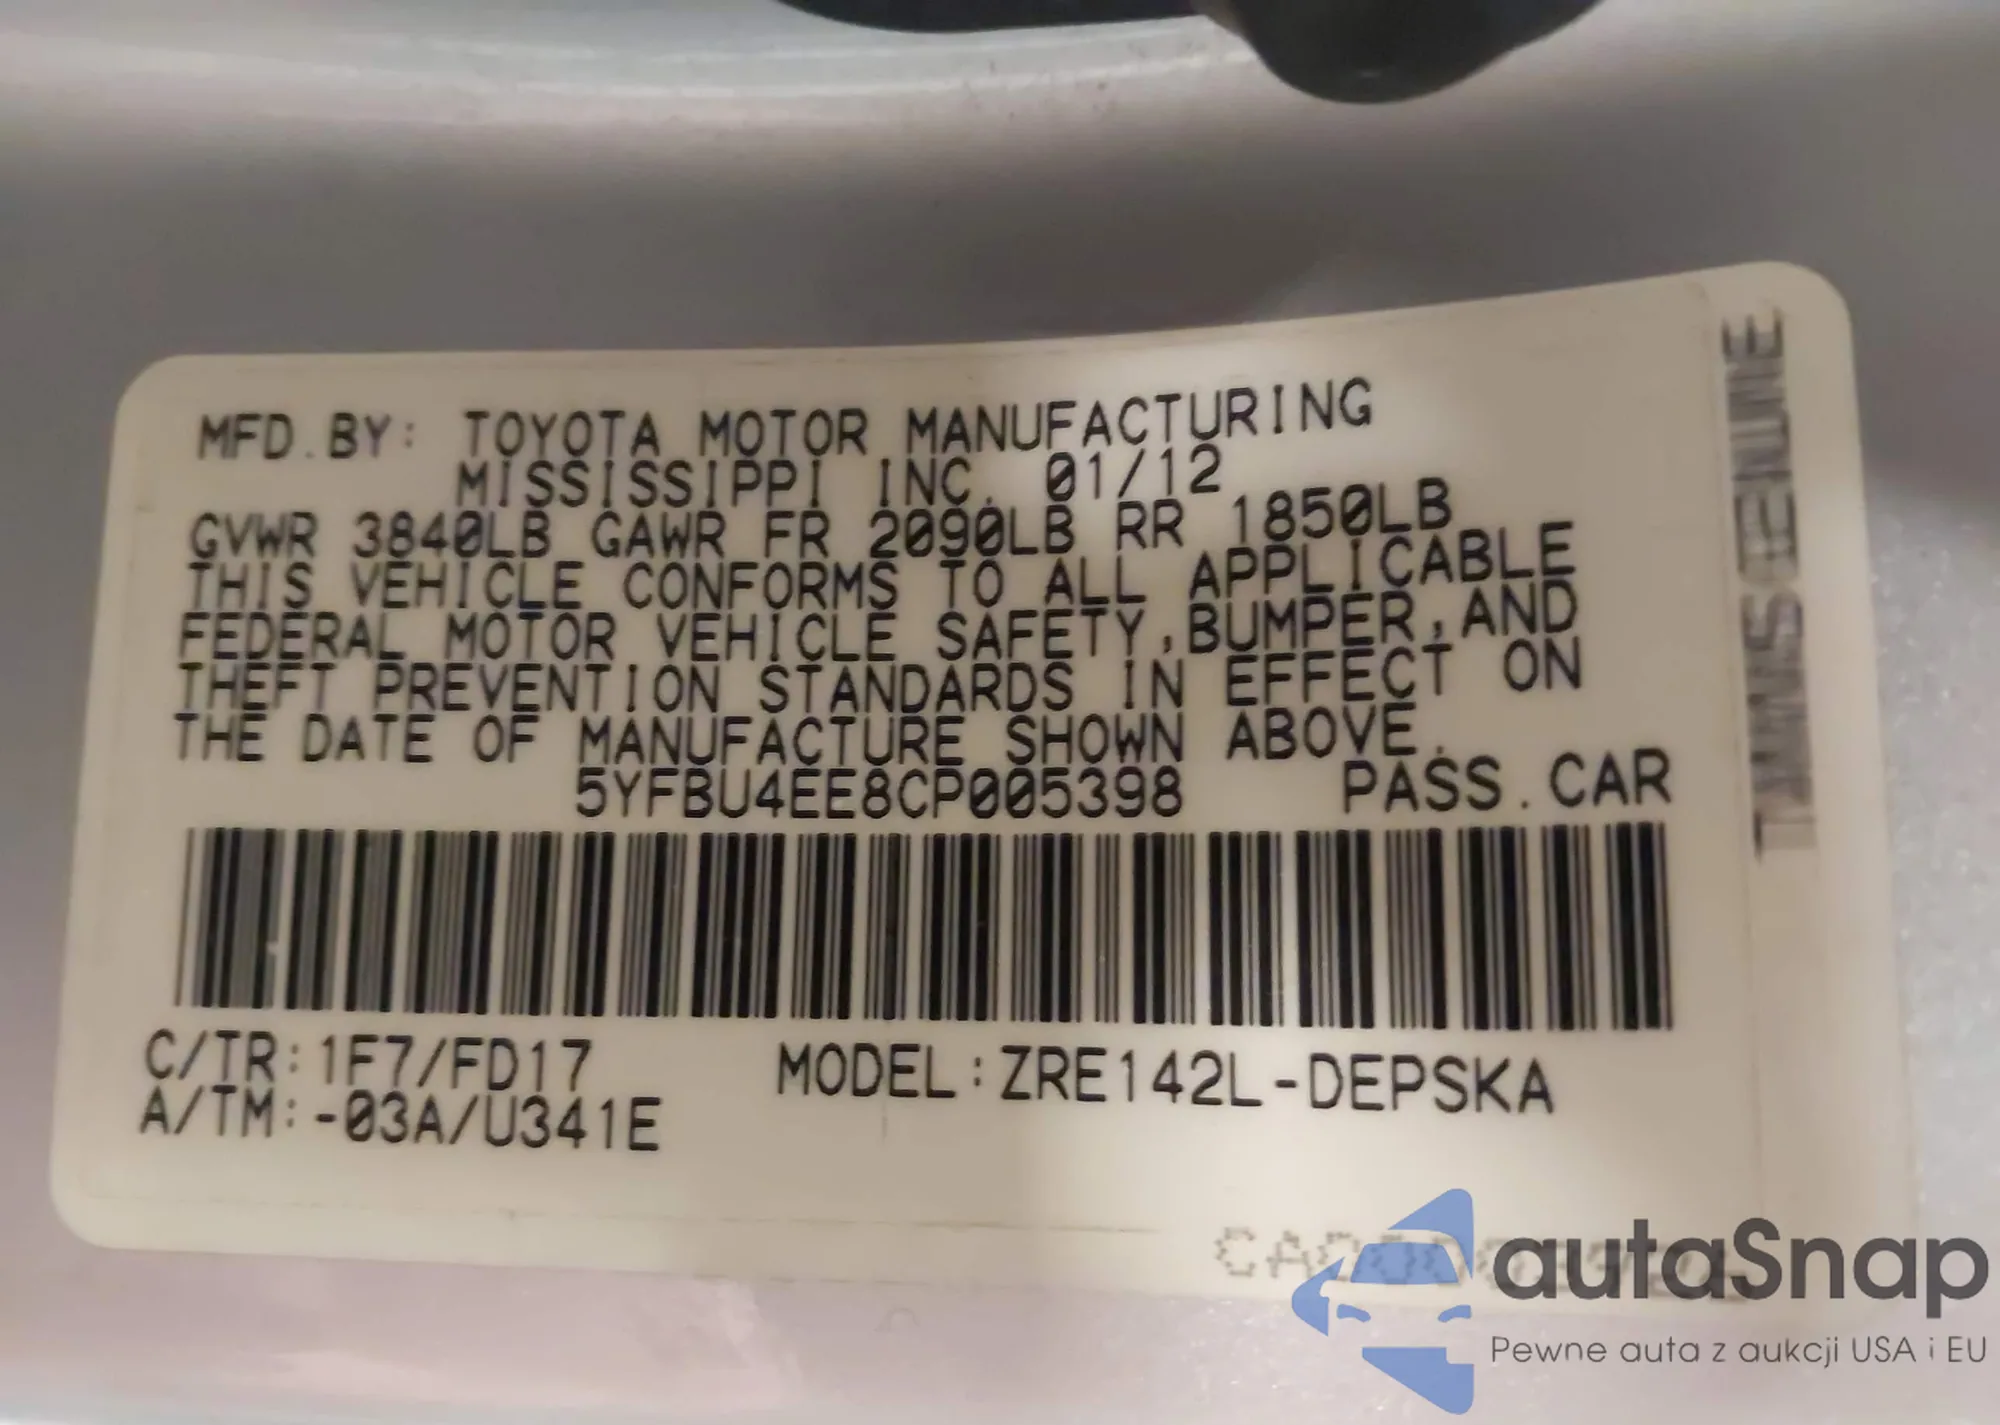 MFD.BY: TOYOTA MOTOR MANUFACTURING
MISSISSIPPI INC. 01/12
GVWR 3840LB GAWR FR 2090LB RR 1850LB
THIS VEHICLE CONFORMS TO ALL APPLICABLE
FEDERAL MOTOR VEHICLE SAFETY,BUMPER,AND
THEFT PREVENTION STANDARDS IN EFFECT ON
THE DATE OF MANUFACTURE SHOWN ABOVE.
5YFBU4EE8CP005398 PASS.CAR
C/TR:1F7/FD17 MODEL:ZRE142L-DEPSKA
A/TM:-03A/U341E
autaSnap
Pewne auta z aukcji USA i EU